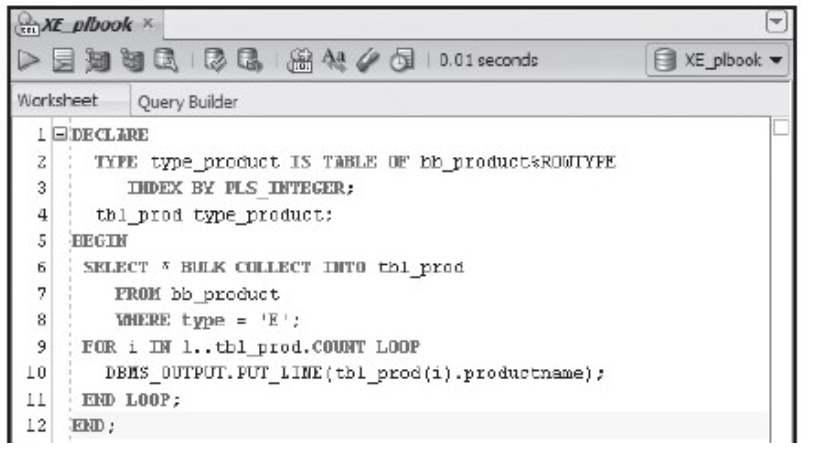 XE_plbook ×
0.01 seconds
XE_plbook
Worksheet Query Builder
1 DECLARE
2 TYPE type_product IS TABLE OF bb_product%ROWTYPE
3 INDEX BY PLS_INTEGER;
4 tbl_prod type_product;
5 BEGIN
6 SELECT * BULK COLLECT INTO tbl_prod
7 FROM bb_product
8 WHERE type = 'E';
9 FOR i IN 1..tbl_prod.COUNT LOOP
10 DBMS_OUTPUT.PUT_LINE(tbl_prod(i).productname);
11 END LOOP;
12 END;